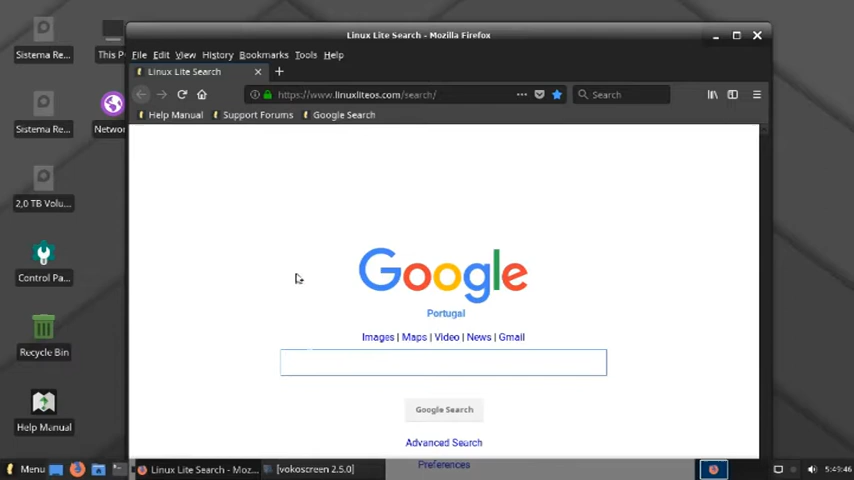 Linux Lite Search - Mozilla Firefox
File Edit View History Bookmarks Tools Help
Linux Lite Search
https://www.linuxliteos.com/search/
Search
Help Manual Support Forums Google Search
Sistema Re...
This P
Sistema Re...
Networ
2,0 TB Volu...
Control Pa...
Recycle Bin
Help Manual
Google
Portugal
Images | Maps | Video | News | Gmail
Google Search
Advanced Search
Preferences
Menu
Linux Lite Search - Moz...
[vokoscreen 2.5.0]
5:49:46